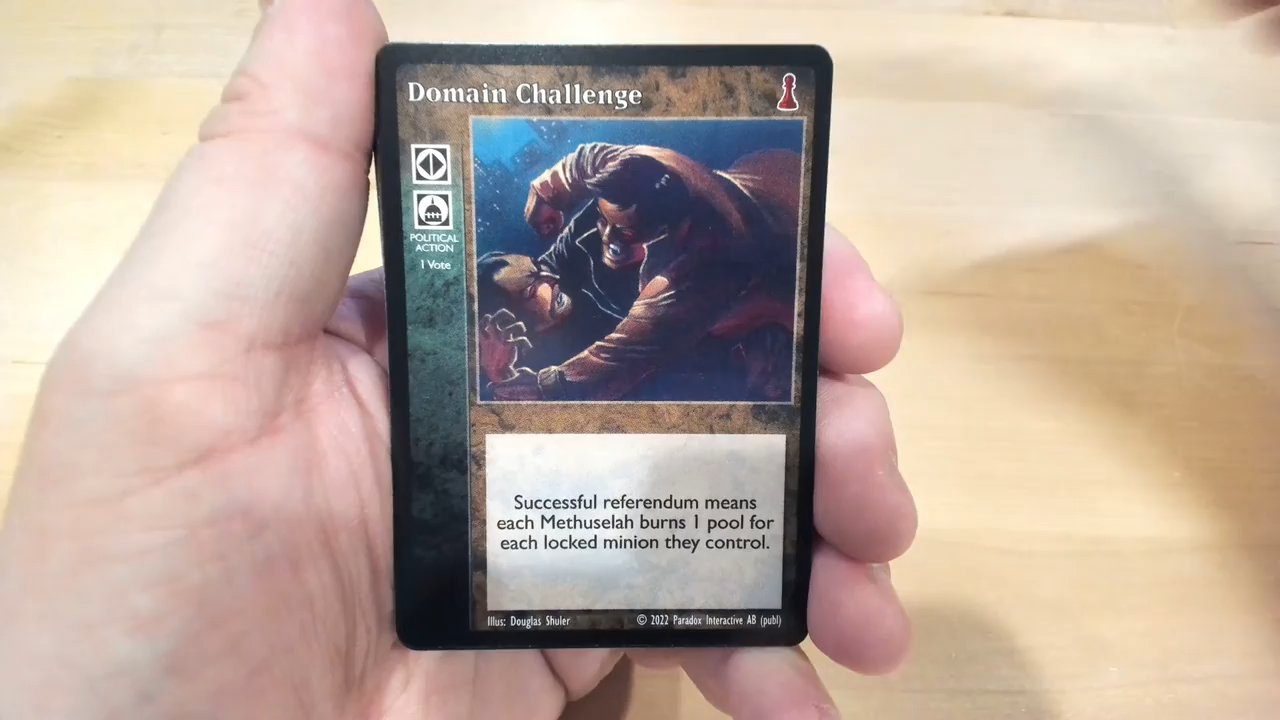 Domain Challenge
POLITICAL
ACTION
1 Vote
Successful referendum means
each Methuselah burns 1 pool for
each locked minion they control.
Illus: Douglas Shuler
© 2022 Paradox Interactive AB (publ)